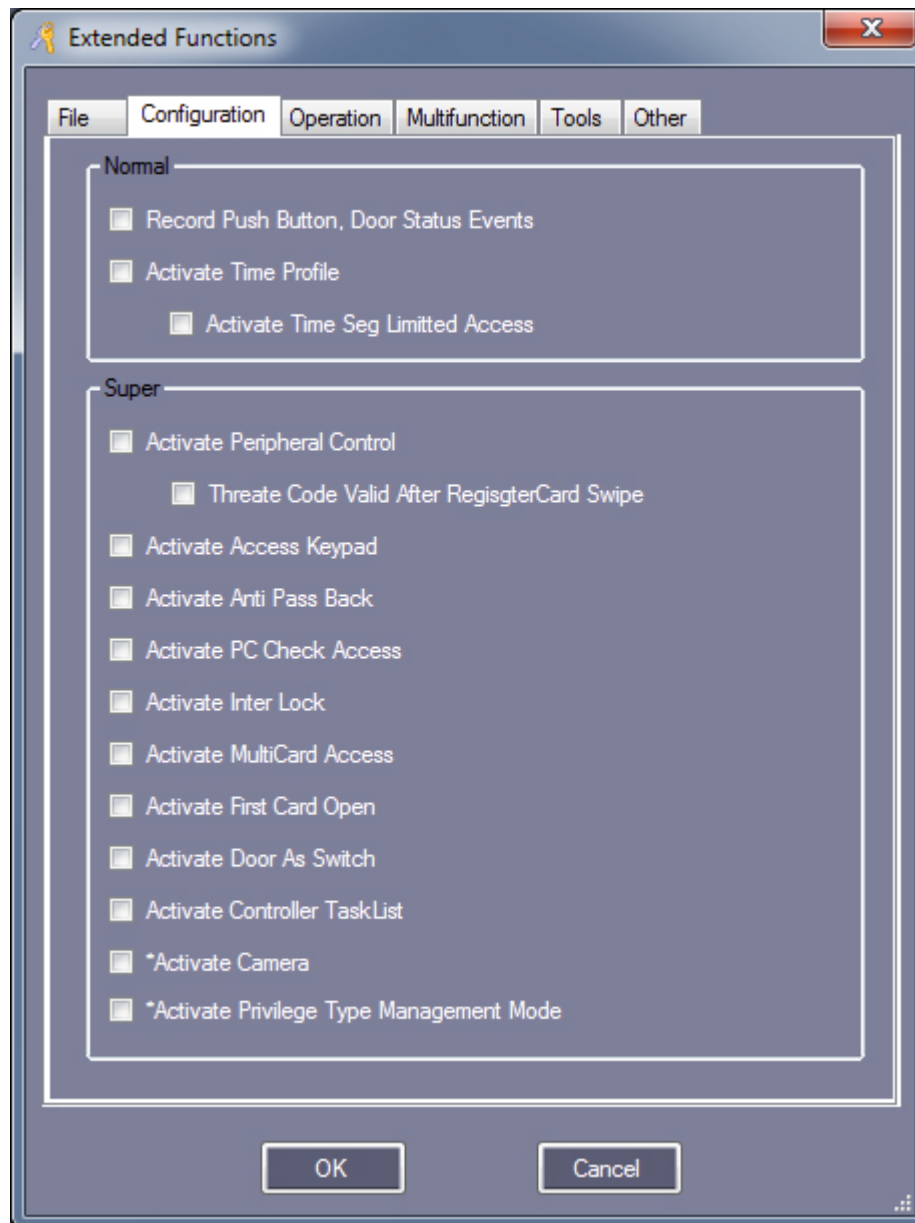 Extended Functions
File Configuration Operation Multifunction Tools Other
Normal
Record Push Button, Door Status Events
Activate Time Profile
Activate Time Seg Limitted Access
Super
Activate Peripheral Control
Threate Code Valid After RegisgterCard Swipe
Activate Access Keypad
Activate Anti Pass Back
Activate PC Check Access
Activate Inter Lock
Activate MultiCard Access
Activate First Card Open
Activate Door As Switch
Activate Controller TaskList
*Activate Camera
*Activate Privilege Type Management Mode
OK Cancel